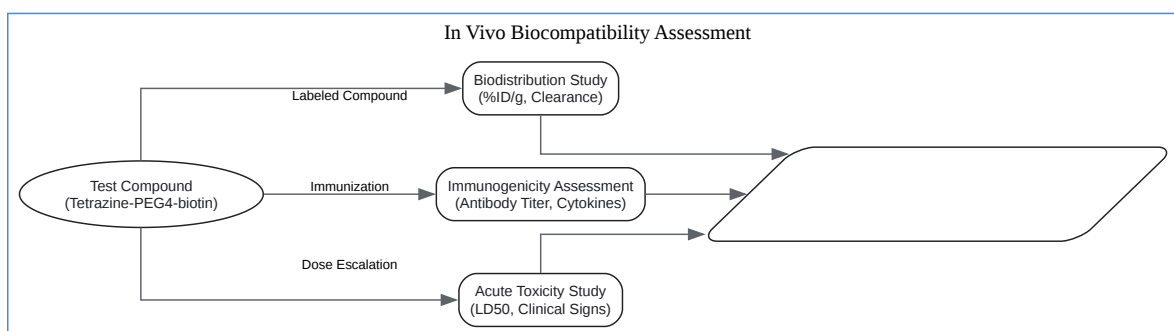 In Vivo Biocompatibility Assessment
Biodistribution Study
(%ID/g, Clearance)
Labeled Compound
Test Compound
(Tetrazine-PEG4-biotin)
Immunization
Immunogenicity Assessment
(Antibody Titer, Cytokines)
Dose Escalation
Acute Toxicity Study
(LD50, Clinical Signs)